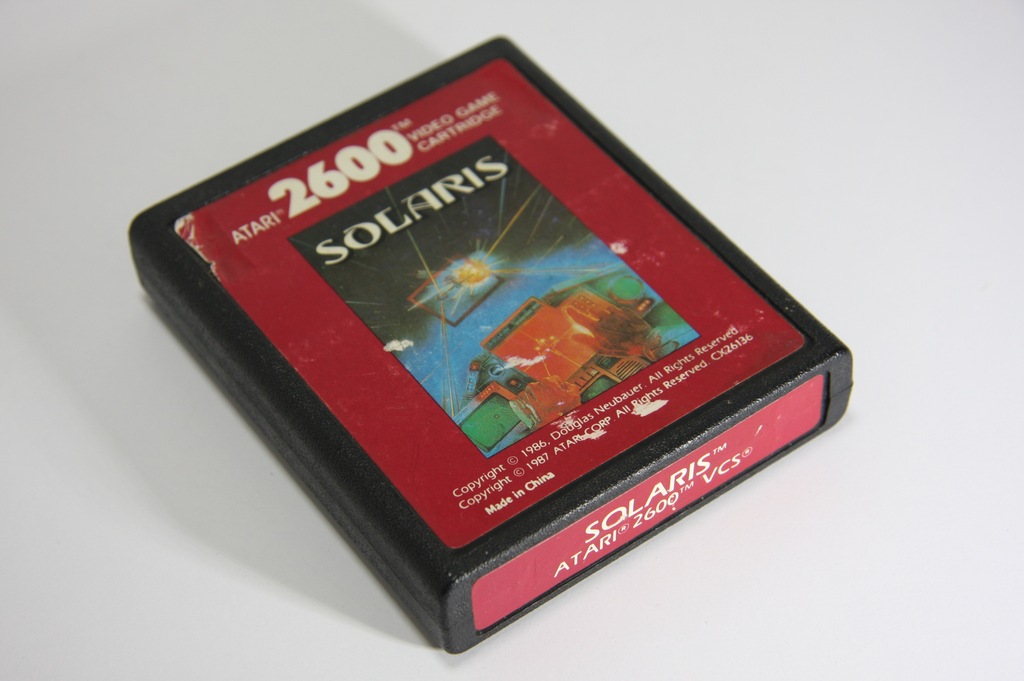 ATARI® 2600™ VIDEO GAME
CARTRIDGE
SOLARIS
Copyright © 1986, Douglas Neubauer. All Rights Reserved.
Copyright © 1987 ATARI CORP. All Rights Reserved. CX26136
Made in China
SOLARIS™
ATARI® 2600™ VCS®